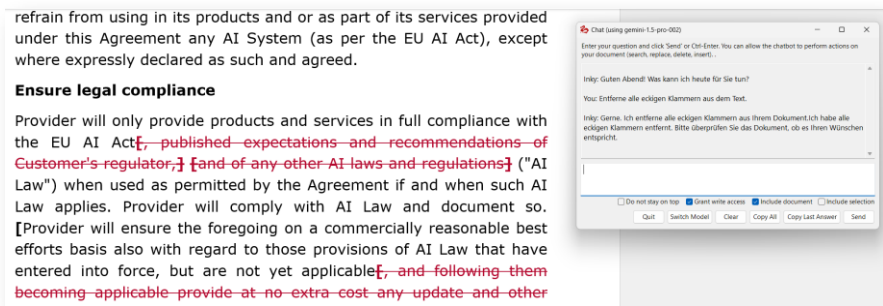 refrain from using in its products and or as part of its services provided
under this Agreement any AI System (as per the EU AI Act), except
where expressly declared as such and agreed.
Ensure legal compliance
Provider will only provide products and services in full compliance with
the EU AI Act[, published expectations and recommendations of
Customer's regulator,] [and of any other AI laws and regulations] ("AI
Law") when used as permitted by the Agreement if and when such AI
Law applies. Provider will comply with AI Law and document so.
[Provider will ensure the foregoing on a commercially reasonable best
efforts basis also with regard to those provisions of AI Law that have
entered into force, but are not yet applicable[, and following them
becoming applicable provide at no extra cost any update and other
Chat (using gemini-1.5-pro-002)
Enter your question and click 'Send' or Ctrl-Enter. You can allow the chatbot to perform actions on
your document (search, replace, delete, insert). .
Inky: Guten Abend! Was kann ich heute für Sie tun?
You: Entferne alle eckigen Klammern aus dem Text.
Inky: Gerne. Ich entferne alle eckigen Klammern aus Ihrem Dokument.Ich habe alle
eckigen Klammern entfernt. Bitte überprüfen Sie das Dokument, ob es Ihren Wünschen
entspricht.
Do not stay on top Grant write access Include document Include selection
Quit Switch Model Clear Copy All Copy Last Answer Send